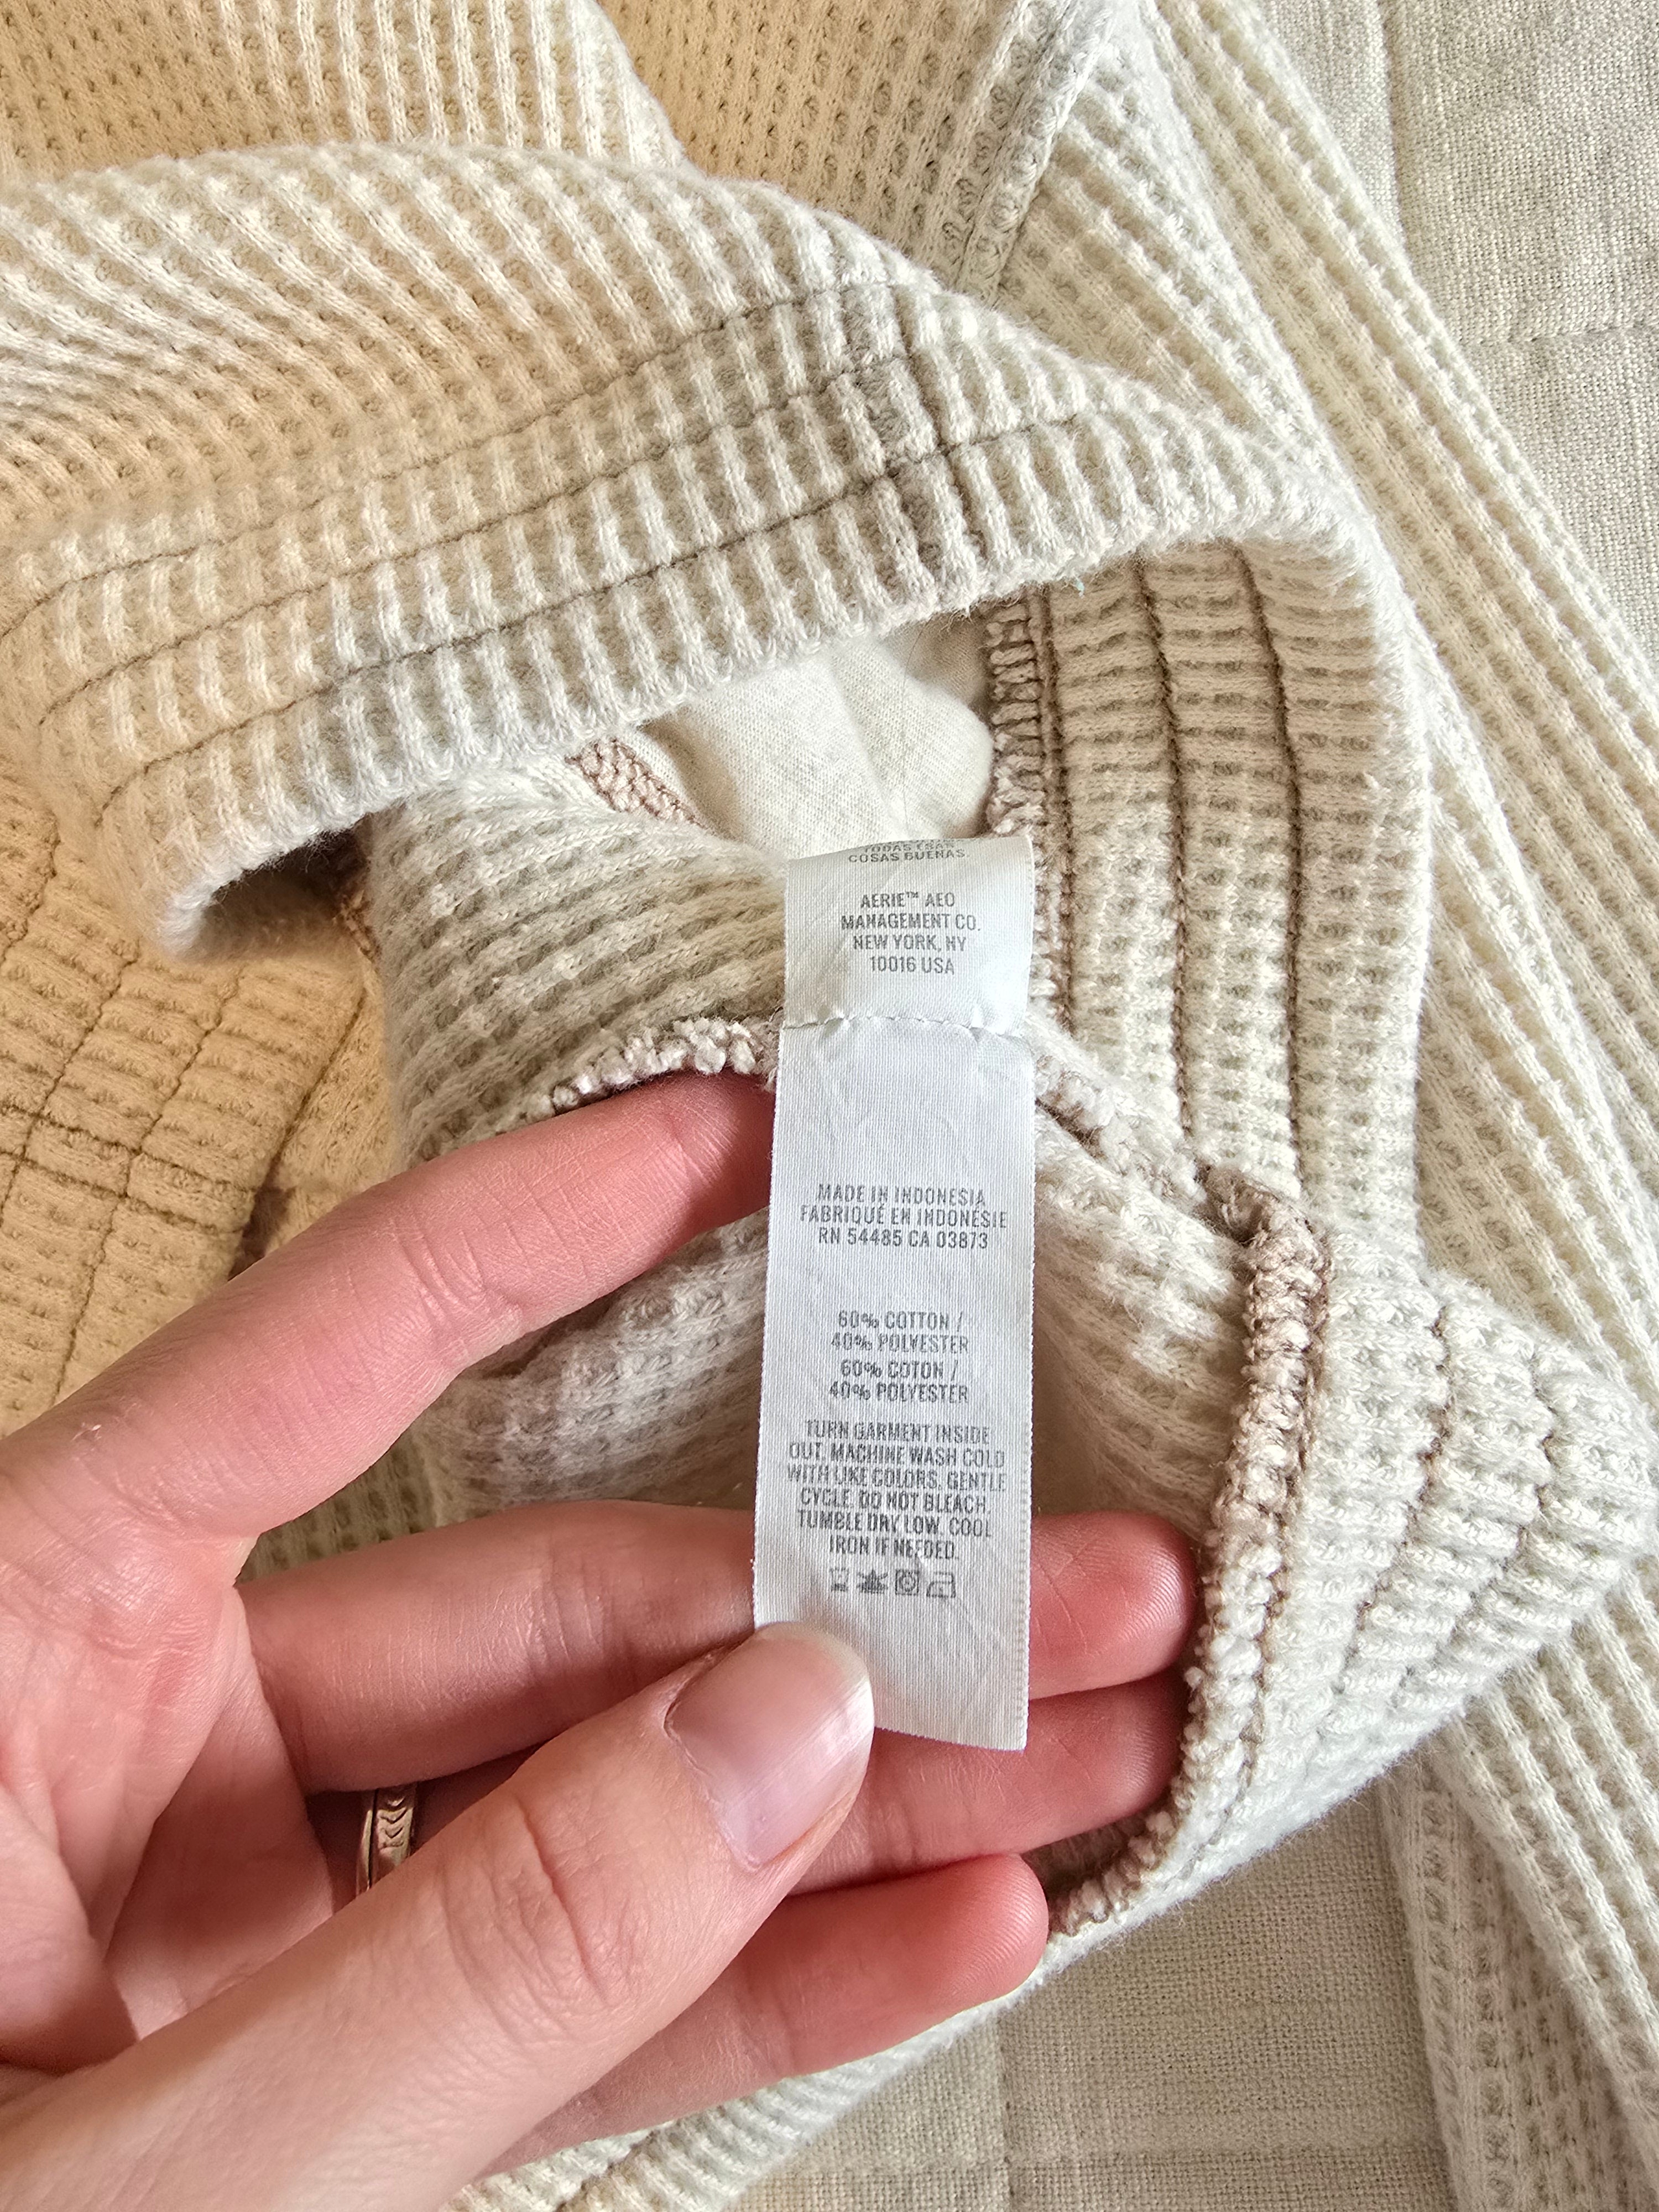 TODAS ESAS
COSAS BUENAS.
AERIE™ AEO
MANAGEMENT CO.
NEW YORK, NY
10016 USA
MADE IN INDONESIA
FABRIQUÉ EN INDONÉSIE
RN 54485 CA 03873
60% COTTON /
40% POLYESTER
60% COTON /
40% POLYESTER
TURN GARMENT INSIDE
OUT. MACHINE WASH COLD
WITH LIKE COLORS, GENTLE
CYCLE. DO NOT BLEACH.
TUMBLE DRY LOW. COOL
IRON IF NEEDED.